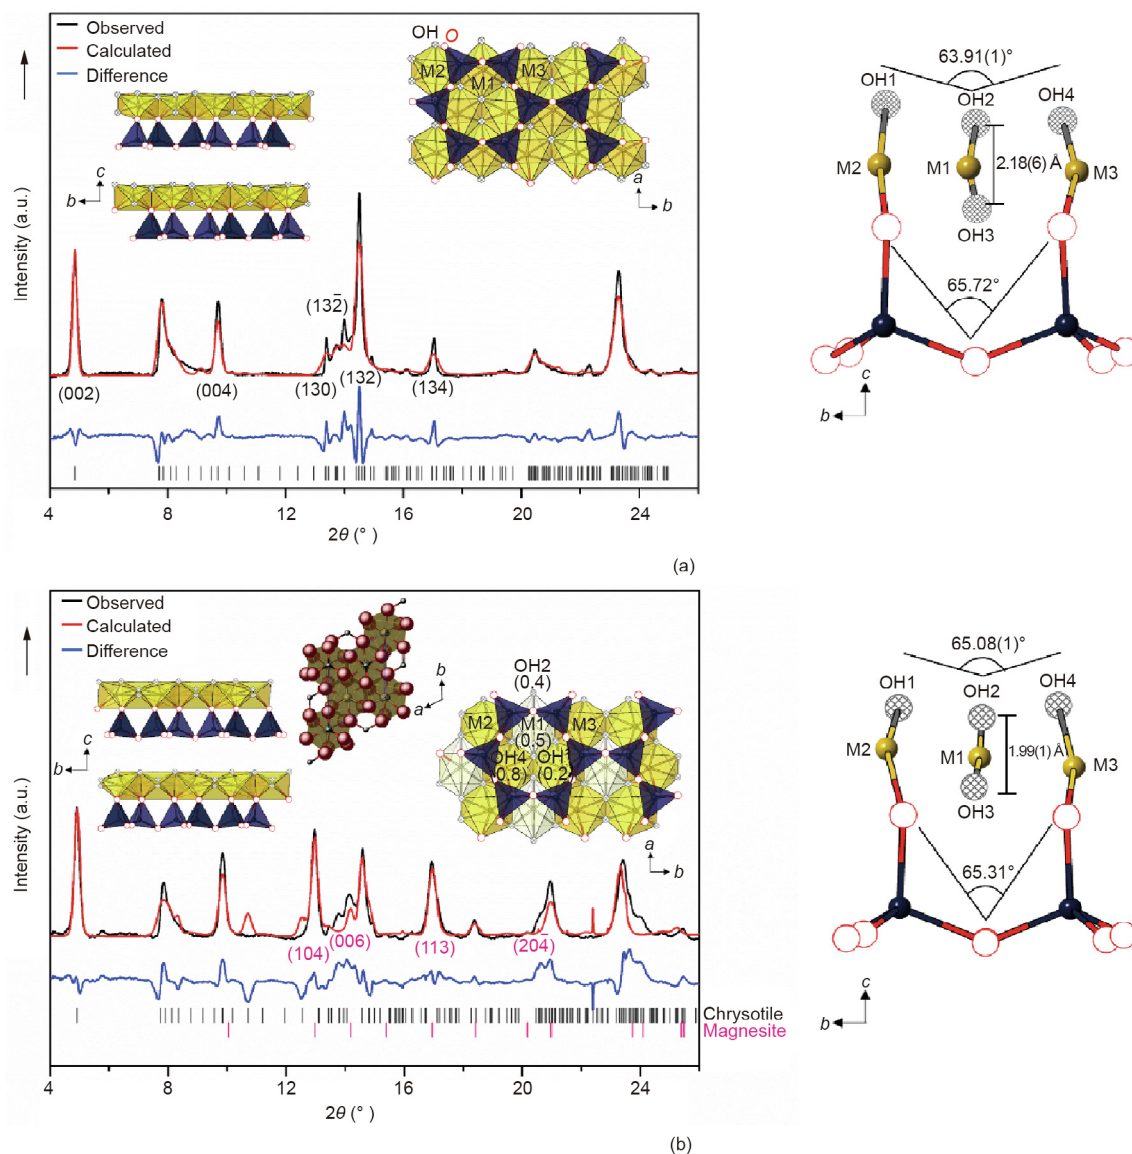 Observed
Calculated
Difference
OH O
M2
M1
M3
c
b
a
b
Intensity (a.u.)
(132̄)
(002)
(004)
(130)
(132)
(134)
4 8 12 16 20 24
2θ (°)
63.91(1)°
OH1
OH2
OH4
M2
M1
2.18(6) Å
M3
OH3
65.72°
c
b
(a)
Observed
Calculated
Difference
b
a
OH2
(0.4)
M2
M1
M3
(0.5)
OH4
OH
(0.8)
(0.2)
c
b
a
b
Intensity (a.u.)
(104)
(006)
(113)
(204̄)
Chrysotile
Magnesite
4 8 12 16 20 24
2θ (°)
65.08(1)°
OH1
OH2
OH4
M2
M1
1.99(1) Å
M3
OH3
65.31°
c
b
(b)